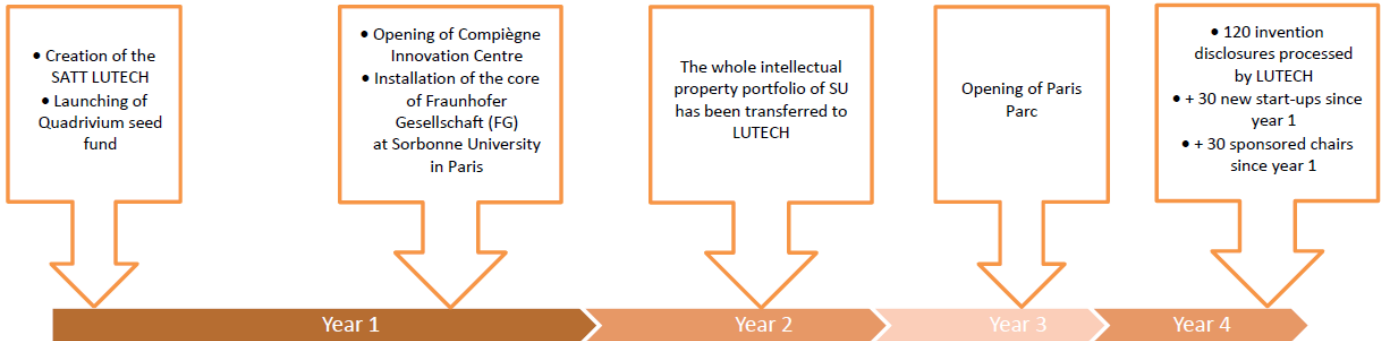 • Creation of the
SATT LUTECH
• Launching of
Quadrivium seed
fund
• Opening of Compiègne
Innovation Centre
• Installation of the core
of Fraunhofer
Gesellschaft (FG)
at Sorbonne University
in Paris
The whole intellectual
property portfolio of SU
has been transferred to
LUTECH
Opening of Paris
Parc
• 120 invention
disclosures processed
by LUTECH
• + 30 new start-ups since
year 1
• + 30 sponsored chairs
since year 1
Year 1
Year 2
Year 3
Year 4